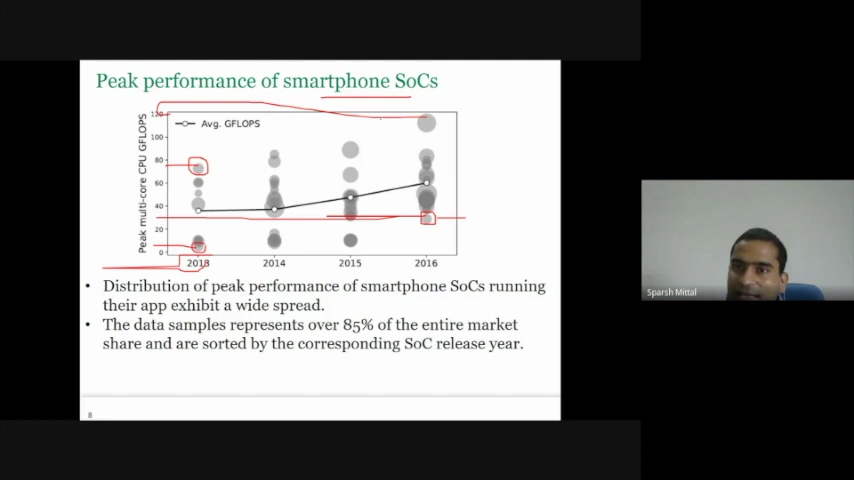 Peak performance of smartphone SoCs
Peak multi-core CPU GFLOPS
120
100
80
60
40
20
0
Avg. GFLOPS
2013 2014 2015 2016
• Distribution of peak performance of smartphone SoCs running
their app exhibit a wide spread.
• The data samples represents over 85% of the entire market
share and are sorted by the corresponding SoC release year.
8
Sparsh Mittal